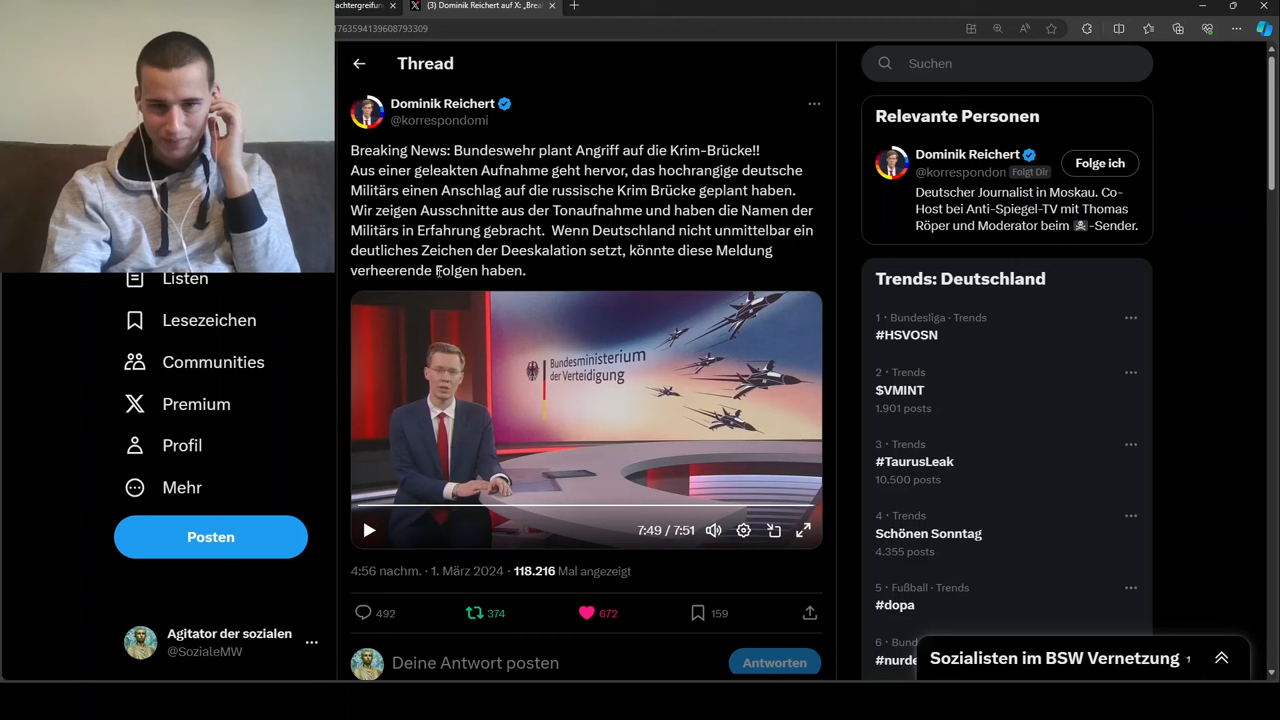 achtergreifung
(3) Dominik Reichert auf X: „Brea
1763594139608793309
Thread
Dominik Reichert
@korrespondomi
Breaking News: Bundeswehr plant Angriff auf die Krim-Brücke!!
Aus einer geleakten Aufnahme geht hervor, das hochrangige deutsche
Militärs einen Anschlag auf die russische Krim Brücke geplant haben.
Wir zeigen Ausschnitte aus der Tonaufnahme und haben die Namen der
Militärs in Erfahrung gebracht. Wenn Deutschland nicht unmittelbar ein
deutliches Zeichen der Deeskalation setzt, könnte diese Meldung
verheerende Folgen haben.
Bundesministerium
der Verteidigung
7:49 / 7:51
4:56 nachm. · 1. März 2024 · 118.216 Mal angezeigt
492
374
672
159
Deine Antwort posten
Antworten
Listen
Lesezeichen
Communities
Premium
Profil
Mehr
Posten
Agitator der sozialen
@SozialeMW
Suchen
Relevante Personen
Dominik Reichert
@korrespondon Folgt Dir
Folge ich
Deutscher Journalist in Moskau. Co-
Host bei Anti-Spiegel-TV mit Thomas
Röper und Moderator beim ☠-Sender.
Trends: Deutschland
1 · Bundesliga · Trends
#HSVOSN
2 · Trends
$VMINT
1.901 posts
3 · Trends
#TaurusLeak
10.500 posts
4 · Trends
Schönen Sonntag
4.355 posts
5 · Fußball · Trends
#dopa
6 · Bund
#nurde
Sozialisten im BSW Vernetzung 1